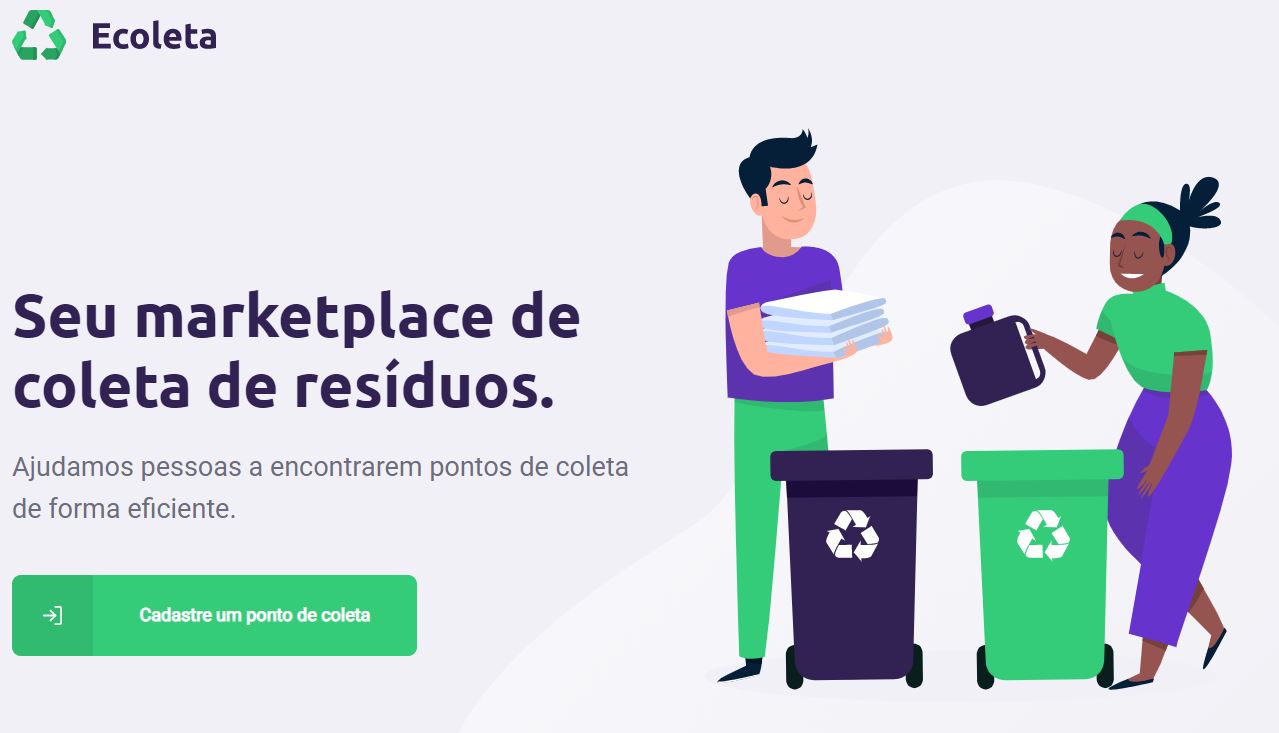 Ecoleta
Seu marketplace de
coleta de resíduos.
Ajudamos pessoas a encontrarem pontos de coleta
de forma eficiente.
Cadastre um ponto de coleta